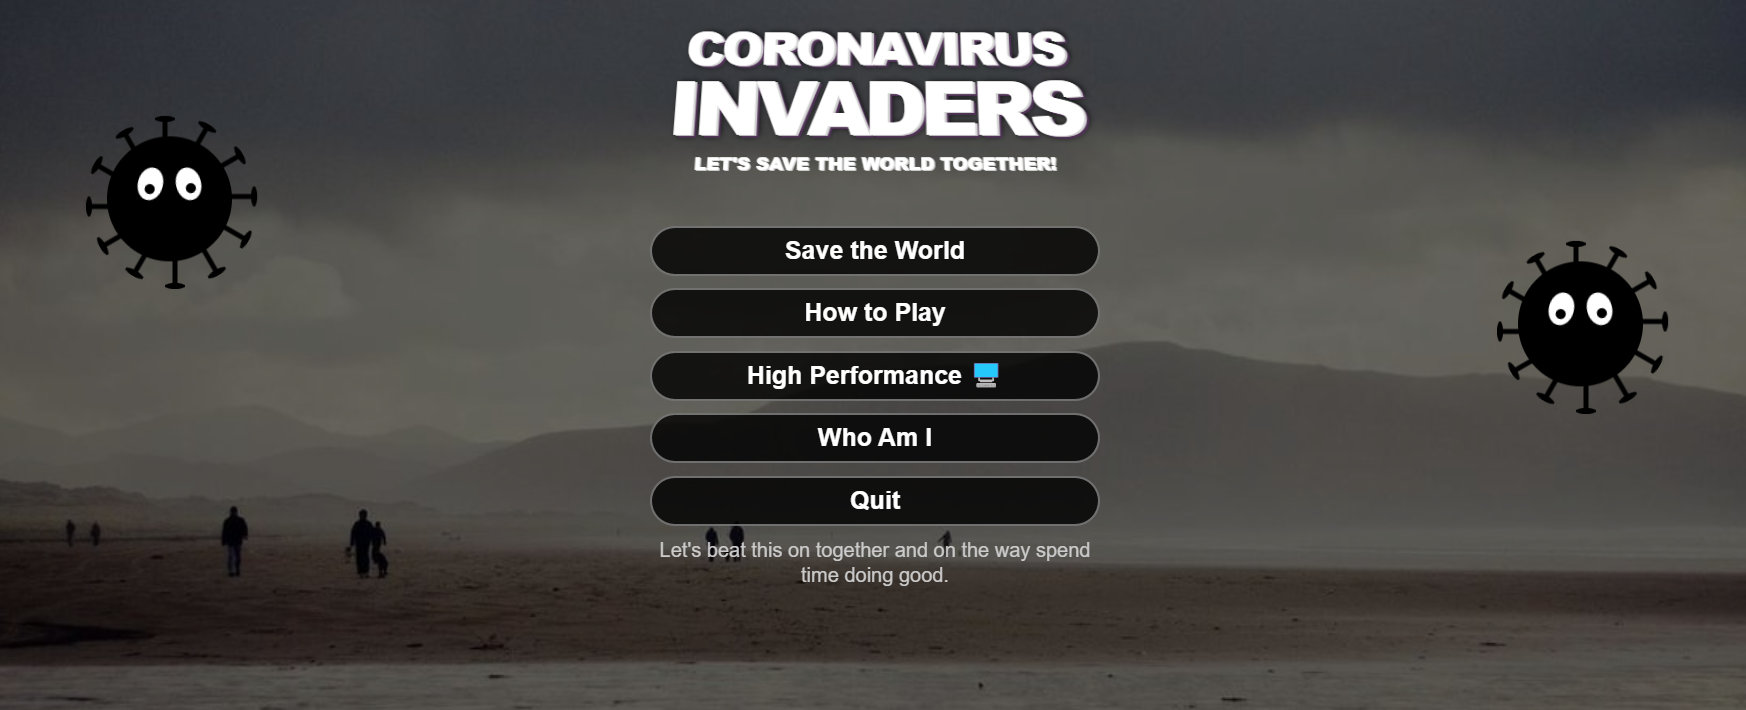 CORONAVIRUS
INVADERS
LET'S SAVE THE WORLD TOGETHER!
Save the World
How to Play
High Performance
Who Am I
Quit
Let's beat this on together and on the way spend
time doing good.